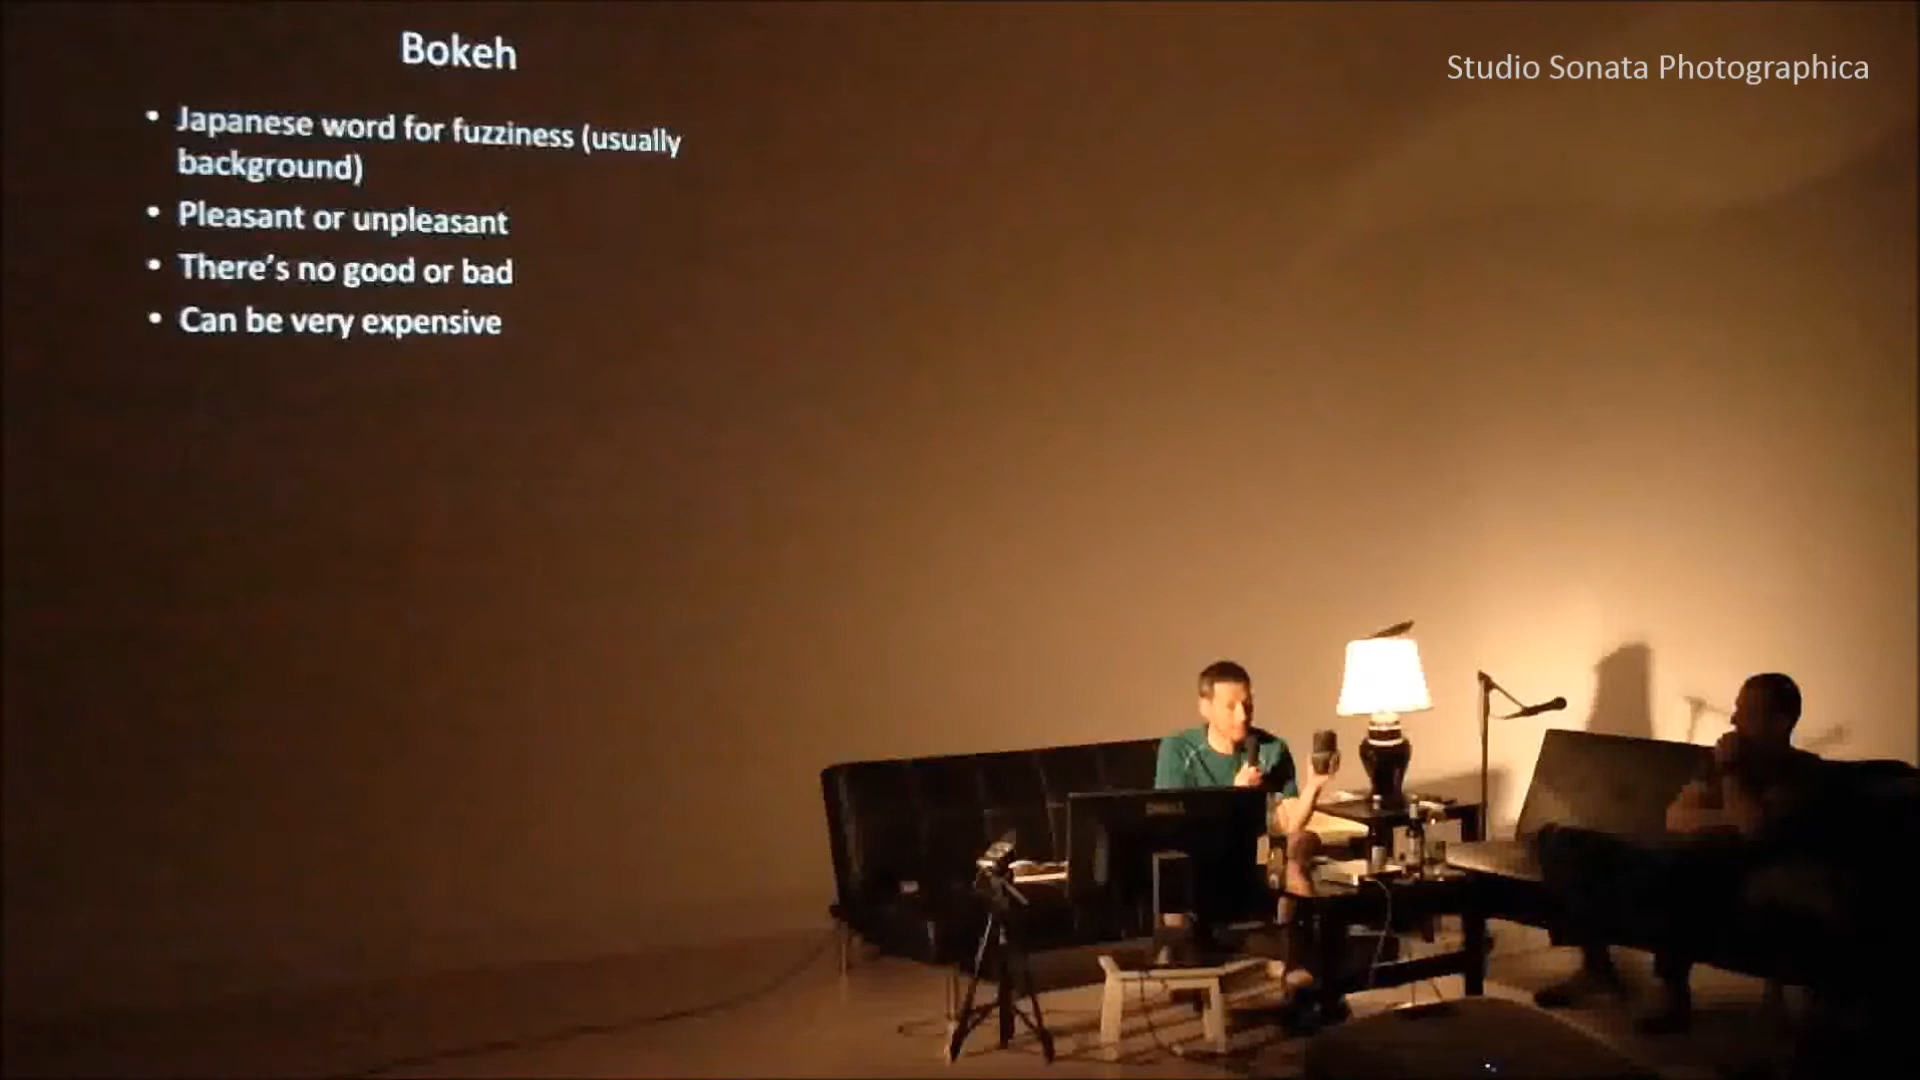 Bokeh
Studio Sonata Photographica
• Japanese word for fuzziness (usually
background)
• Pleasant or unpleasant
• There's no good or bad
• Can be very expensive